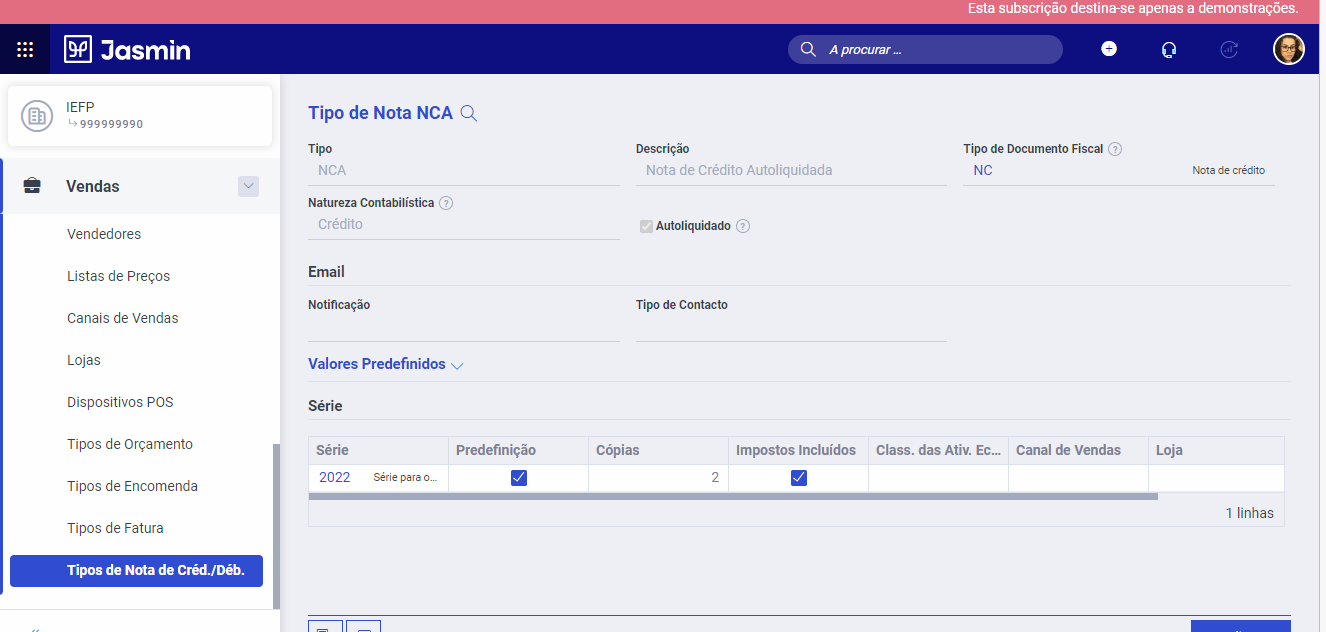 Esta subscrição destina-se apenas a demonstrações.
Jasmin
A procurar ...
IEFP
999999990
Vendas
Vendedores
Listas de Preços
Canais de Vendas
Lojas
Dispositivos POS
Tipos de Orçamento
Tipos de Encomenda
Tipos de Fatura
Tipos de Nota de Créd./Déb.
Tipo de Nota NCA
Tipo Descrição Tipo de Documento Fiscal ?
NCA Nota de Crédito Autoliquidada NC Nota de crédito
Natureza Contabilística ?
Crédito Autoliquidado ?
Email
Notificação Tipo de Contacto
Valores Predefinidos
Série
Série Predefinição Cópias Impostos Incluídos Class. das Ativ. Ec... Canal de Vendas Loja
2022 Série para o... 2
1 linhas